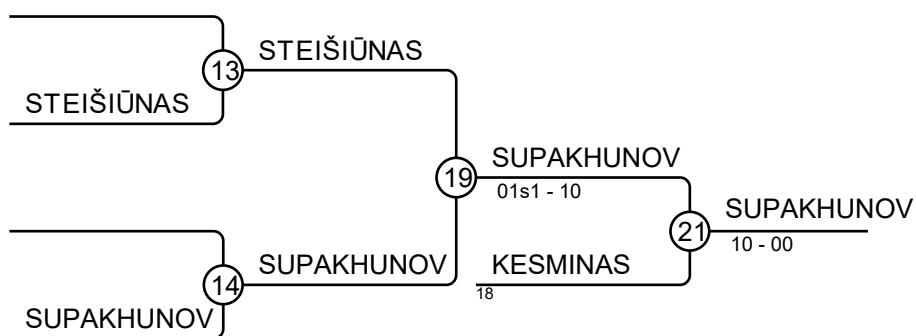 STEIŠIŪNAS
13
STEIŠIŪNAS
SUPAKHUNOV
19
01s1 - 10
SUPAKHUNOV
21
10 - 00
SUPAKHUNOV
KESMINAS
14
18
SUPAKHUNOV